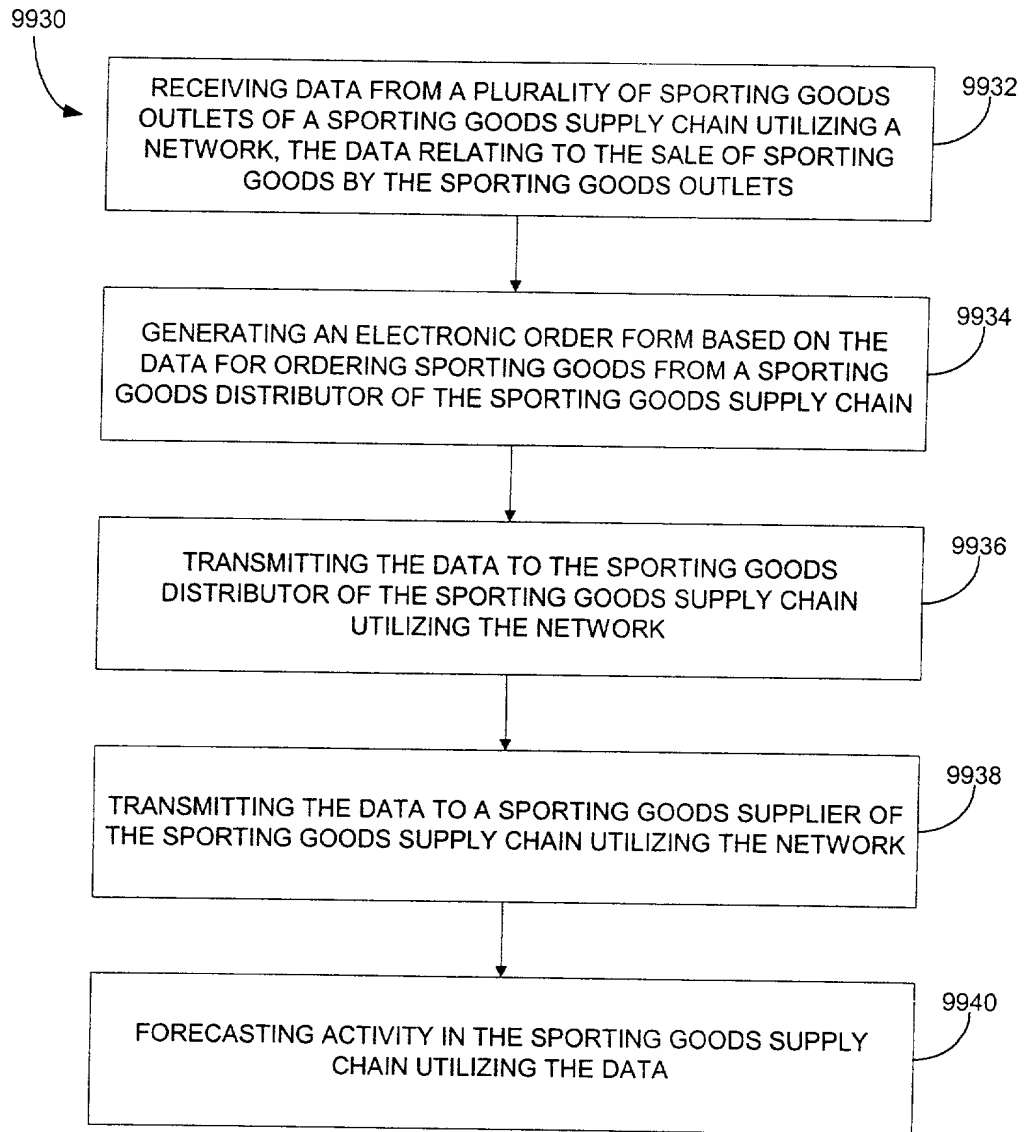 9930
RECEIVING DATA FROM A PLURALITY OF SPORTING GOODS
OUTLETS OF A SPORTING GOODS SUPPLY CHAIN UTILIZING A
NETWORK, THE DATA RELATING TO THE SALE OF SPORTING
GOODS BY THE SPORTING GOODS OUTLETS
9932
GENERATING AN ELECTRONIC ORDER FORM BASED ON THE
DATA FOR ORDERING SPORTING GOODS FROM A SPORTING
GOODS DISTRIBUTOR OF THE SPORTING GOODS SUPPLY CHAIN
9934
TRANSMITTING THE DATA TO THE SPORTING GOODS
DISTRIBUTOR OF THE SPORTING GOODS SUPPLY CHAIN
UTILIZING THE NETWORK
9936
TRANSMITTING THE DATA TO A SPORTING GOODS SUPPLIER OF
THE SPORTING GOODS SUPPLY CHAIN UTILIZING THE NETWORK
9938
FORECASTING ACTIVITY IN THE SPORTING GOODS SUPPLY
CHAIN UTILIZING THE DATA
9940